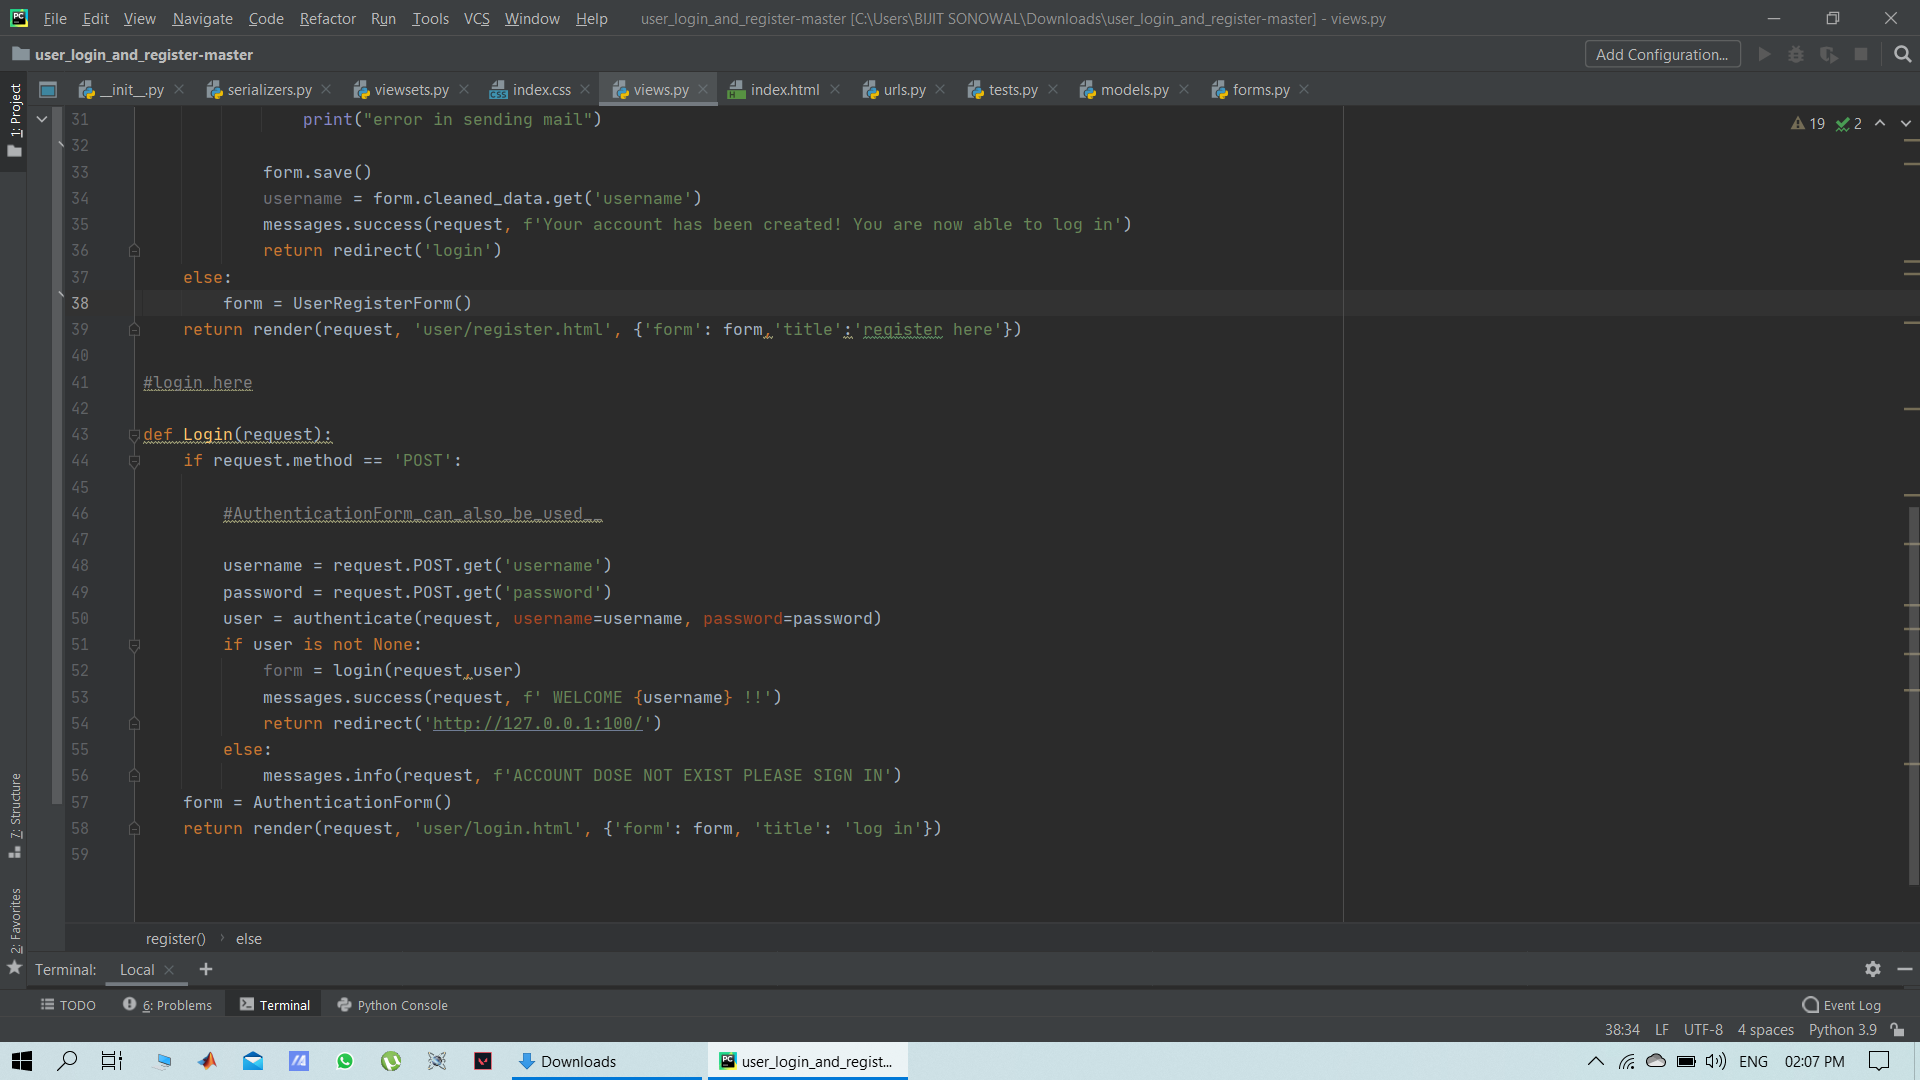 File Edit View Navigate Code Refactor Run Tools VCS Window Help user_login_and_register-master [C:\Users\BIJIT SONOWAL\Downloads\user_login_and_register-master] - views.py
user_login_and_register-master Add Configuration...
1: Project __init__.py serializers.py viewsets.py index.css views.py index.html urls.py tests.py models.py forms.py
31 print("error in sending mail") 19 2
32
33 form.save()
34 username = form.cleaned_data.get('username')
35 messages.success(request, f'Your account has been created! You are now able to log in')
36 return redirect('login')
37 else:
38 form = UserRegisterForm()
39 return render(request, 'user/register.html', {'form': form,'title':'register here'})
40
41 #login here
42
43 def Login(request):
44 if request.method == 'POST':
45
46 #AuthenticationForm_can_also_be_used__
47
48 username = request.POST.get('username')
49 password = request.POST.get('password')
50 user = authenticate(request, username=username, password=password)
51 if user is not None:
52 form = login(request,user)
53 messages.success(request, f' WELCOME {username} !!')
54 return redirect('http://127.0.0.1:100/')
55 else:
56 messages.info(request, f'ACCOUNT DOSE NOT EXIST PLEASE SIGN IN')
57 form = AuthenticationForm()
58 return render(request, 'user/login.html', {'form': form, 'title': 'log in'})
59
7: Structure
2: Favorites
register() › else
Terminal: Local +
TODO 6: Problems Terminal Python Console Event Log
38:34 LF UTF-8 4 spaces Python 3.9
Downloads user_login_and_regist... ENG 02:07 PM